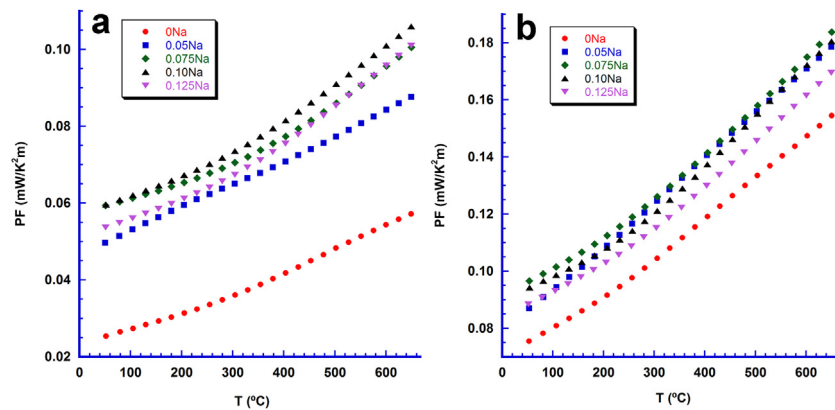 a
0Na
0.05Na
0.075Na
0.10Na
0.125Na
PF (mW/K²m)
0.10
0.08
0.06
0.04
0.02
0 100 200 300 400 500 600
T (ºC)
b
0Na
0.05Na
0.075Na
0.10Na
0.125Na
PF (mW/K²m)
0.18
0.16
0.14
0.12
0.10
0.08
0 100 200 300 400 500 600
T (ºC)